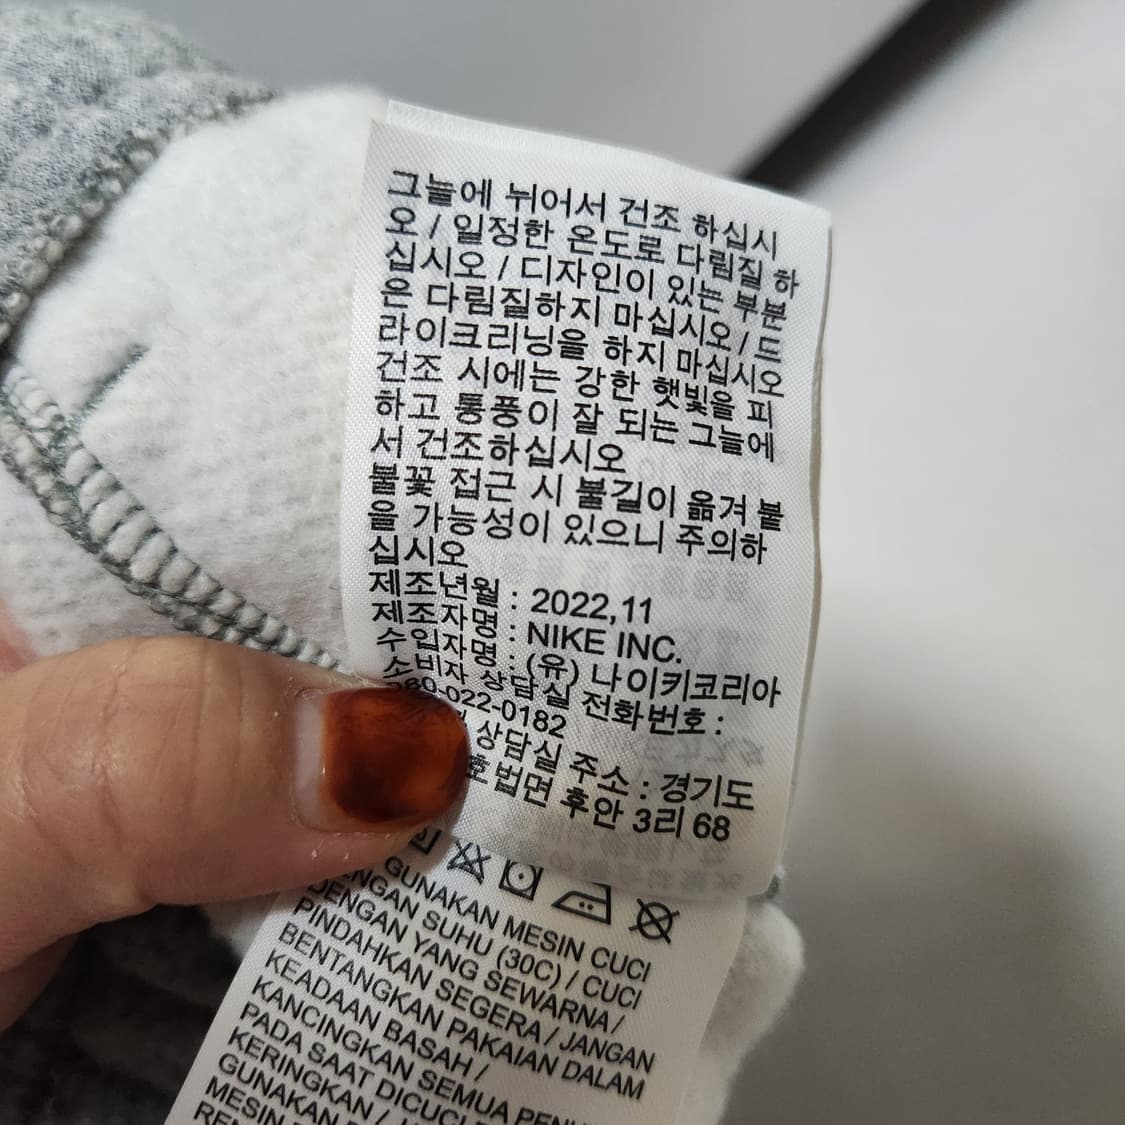 그늘에 뉘어서 건조 하십시
오 / 일정한 온도로 다림질 하
십시오 / 디자인이 있는 부분
은 다림질하지 마십시오 / 드
라이크리닝을 하지 마십시오
건조 시에는 강한 햇빛을 피
하고 통풍이 잘 되는 그늘에
서 건조하십시오
불꽃 접근 시 불길이 옮겨 붙
을 가능성이 있으니 주의하
십시오
제조년월 : 2022,11
제조자명 : NIKE INC.
수입자명 : (유) 나이키코리아
소비자 상담실 전화번호 :
-022-0182
상담실 주소 : 경기도
호법면 후안 3리 68
GUNAKAN MESIN CUCI
DENGAN SUHU (30C) / CUCI
DENGAN YANG SEWARNA /
PINDAHKAN SEGERA / JANGAN
BENTANGKAN PAKAIAN DALAM
KEADAAN BASAH /
KANCINGKAN SEMUA
PADA SAAT
KERINGKAN /
GUNAKAN
MESIN